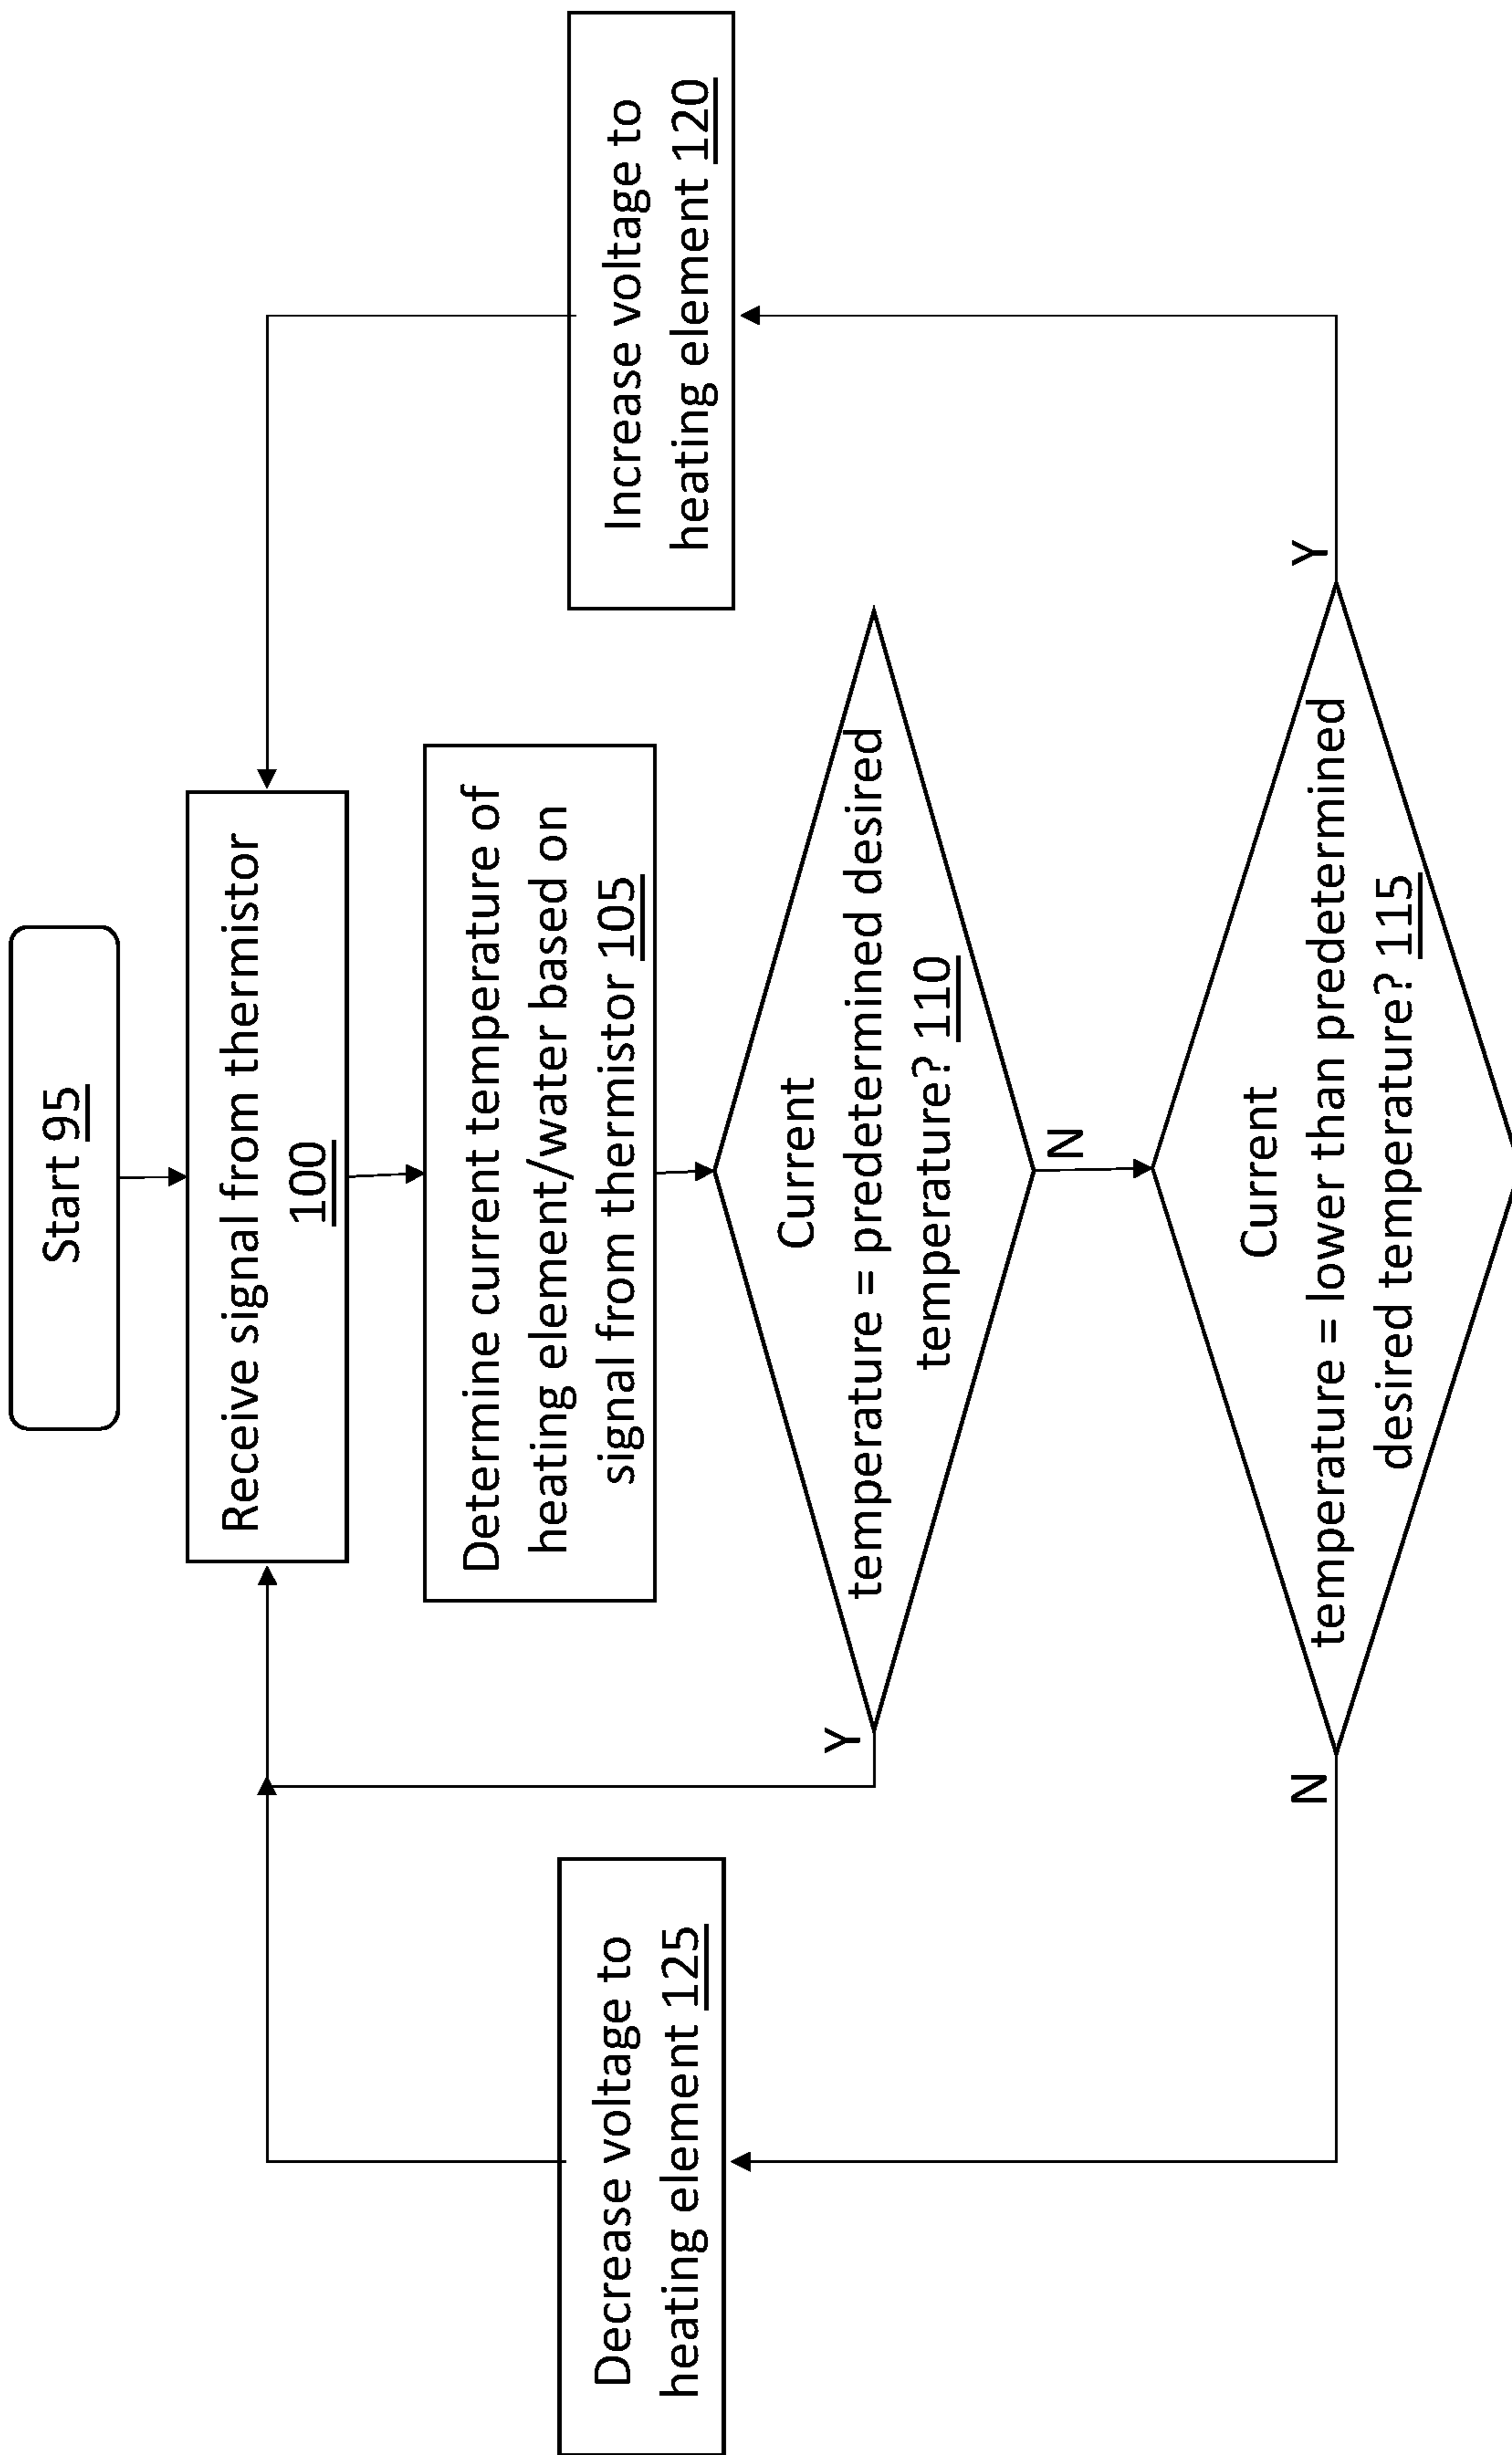 Start 95
Receive signal from thermistor
100
Determine current temperature of
heating element/water based on
signal from thermistor 105
Current
temperature = predetermined desired
temperature? 110
Y
N
Current
temperature = lower than predetermined
desired temperature? 115
N
Y
Decrease voltage to
heating element 125
Increase voltage to
heating element 120